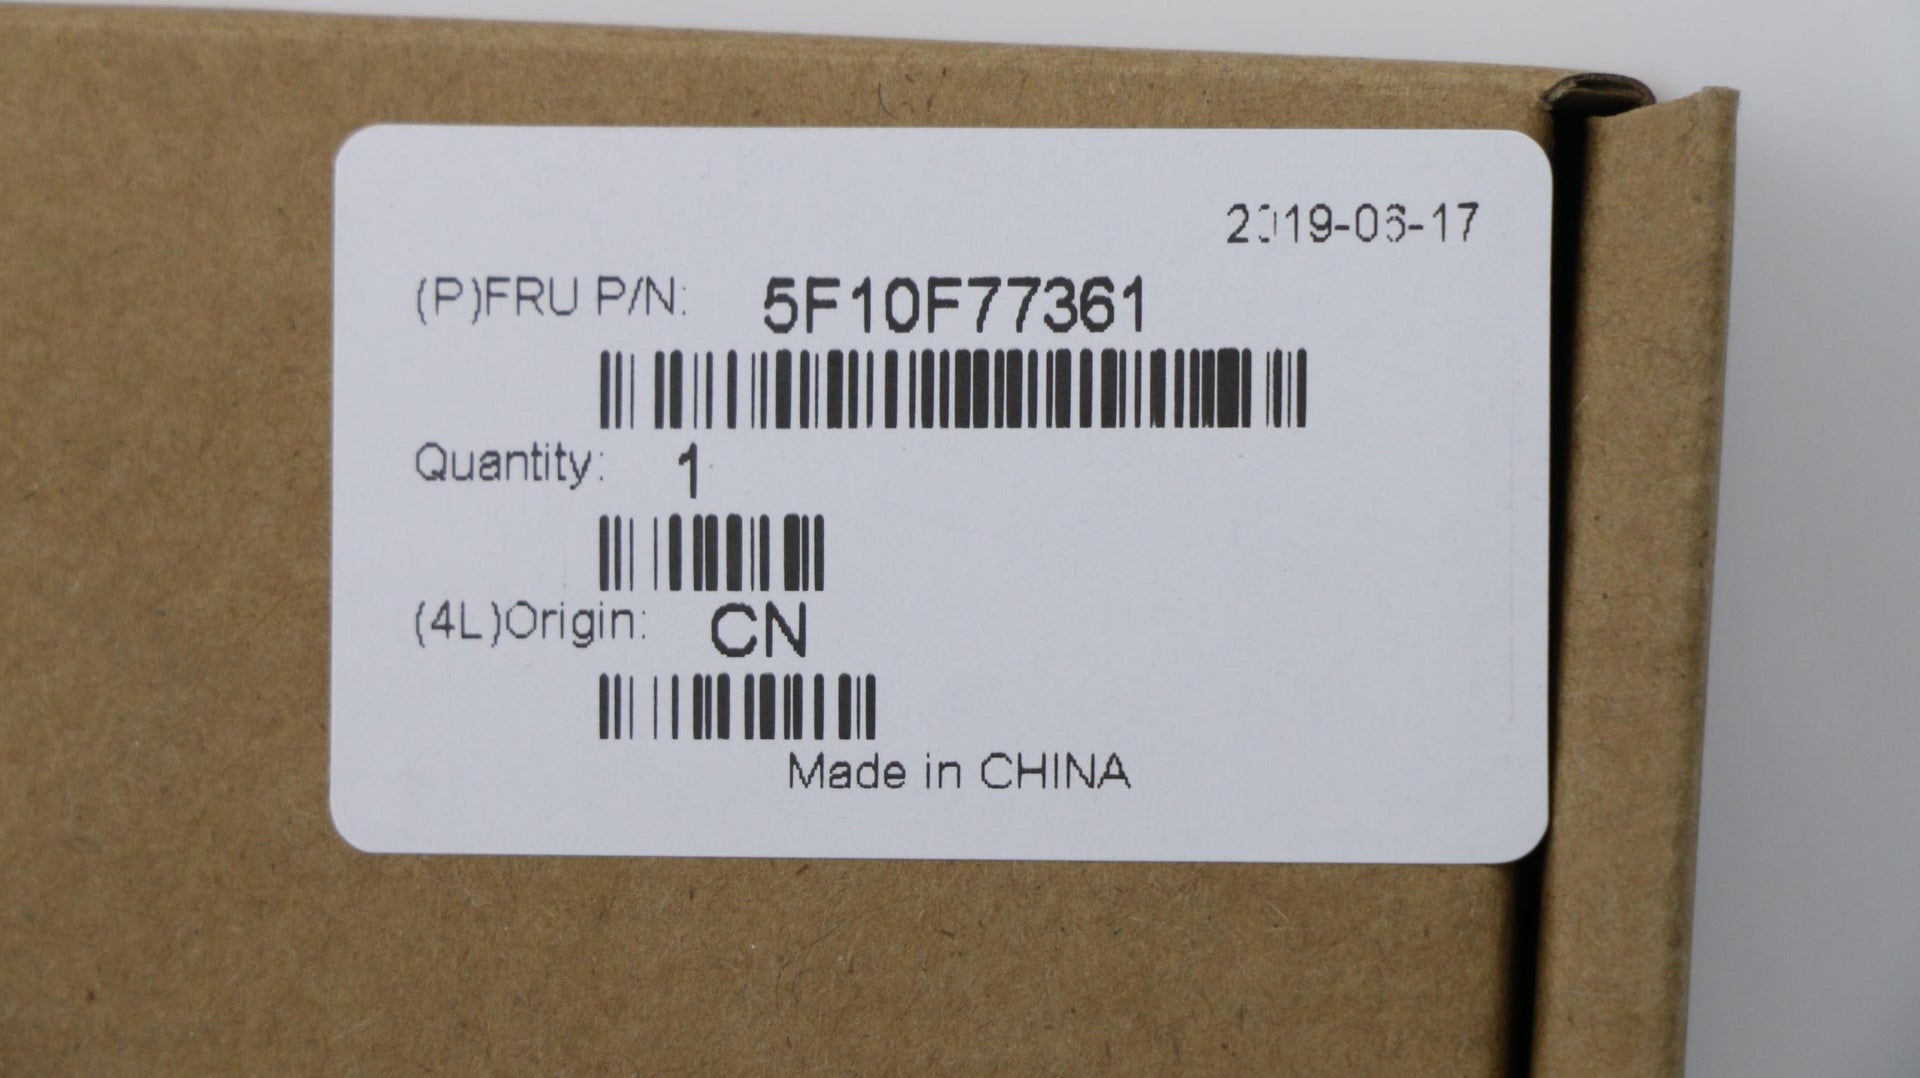 2019-06-17
(P)FRU P/N: 5F10F77361
Quantity: 1
(4L)Origin: CN
Made in CHINA